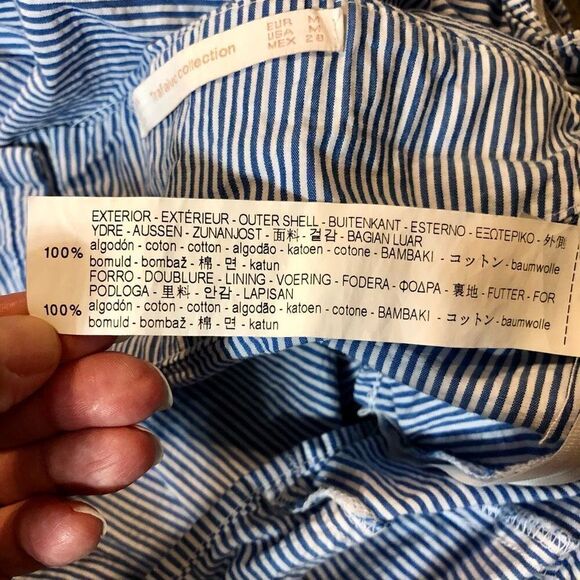 EUR M
USA M
MEX 28
trafaluc collection
EXTERIOR - EXTÉRIEUR - OUTER SHELL - BUITENKANT - ESTERNO - ΕΞΩΤΕΡΙΚΟ - 外側
YDRE - AUSSEN - ZUNANJOST - 面料 - 겉감 - BAGIAN LUAR
100% algodón - coton - cotton - algodão - katoen - cotone - BAMBAKI - コットン - baumwolle
bomuld - bombaž - 棉 - 면 - katun
FORRO - DOUBLURE - LINING - VOERING - FODERA - ΦΟΔΡΑ - 裏地 - FUTTER - FOR
PODLOGA - 里料 - 안감 - LAPISAN
100% algodón - coton - cotton - algodão - katoen - cotone - BAMBAKI - コットン - baumwolle
bomuld - bombaž - 棉 - 면 - katun